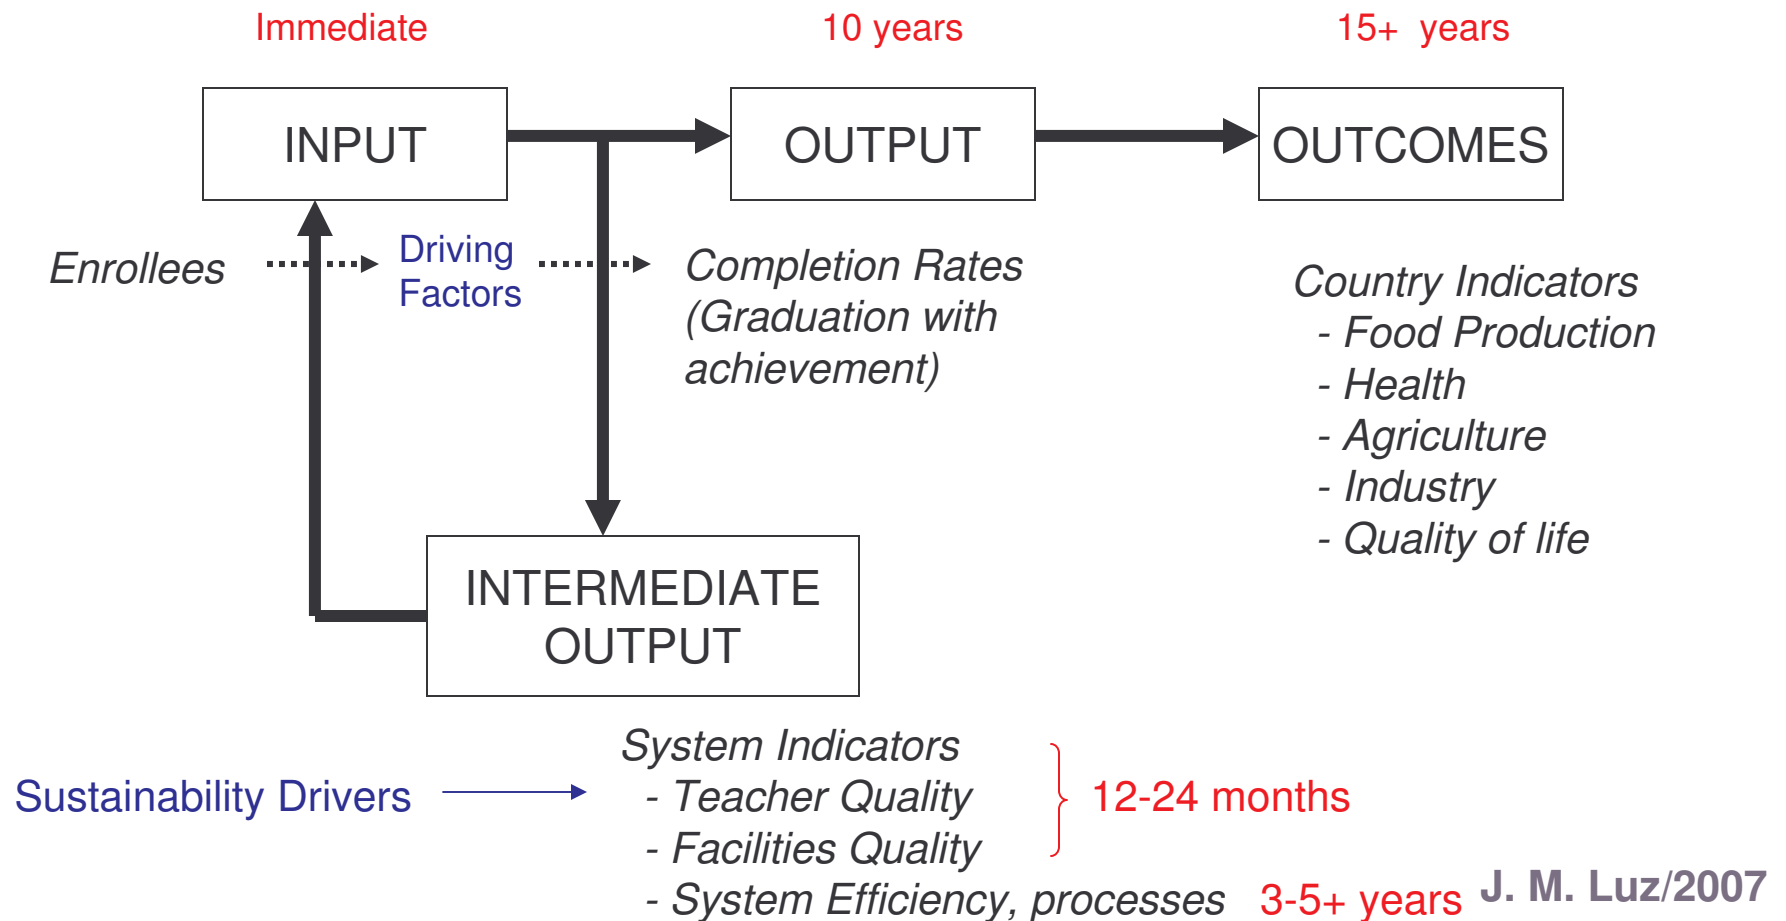 Immediate
10 years
15+ years
INPUT
OUTPUT
OUTCOMES
Enrollees
Driving
Factors
Completion Rates
(Graduation with
achievement)
Country Indicators
- Food Production
- Health
- Agriculture
- Industry
- Quality of life
INTERMEDIATE
OUTPUT
System Indicators
Sustainability Drivers
- Teacher Quality
12-24 months
- Facilities Quality
- System Efficiency, processes 3-5+ years
J. M. Luz/2007